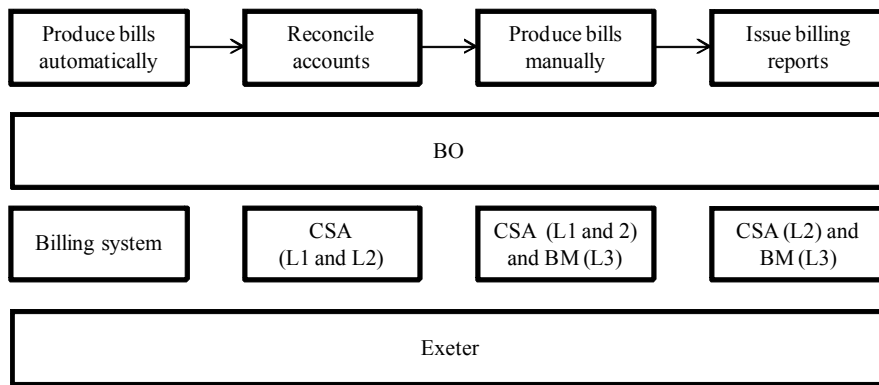 Produce bills
automatically
Reconcile
accounts
Produce bills
manually
Issue billing
reports
BO
Billing system
CSA
(L1 and L2)
CSA (L1 and 2)
and BM (L3)
CSA (L2) and
BM (L3)
Exeter